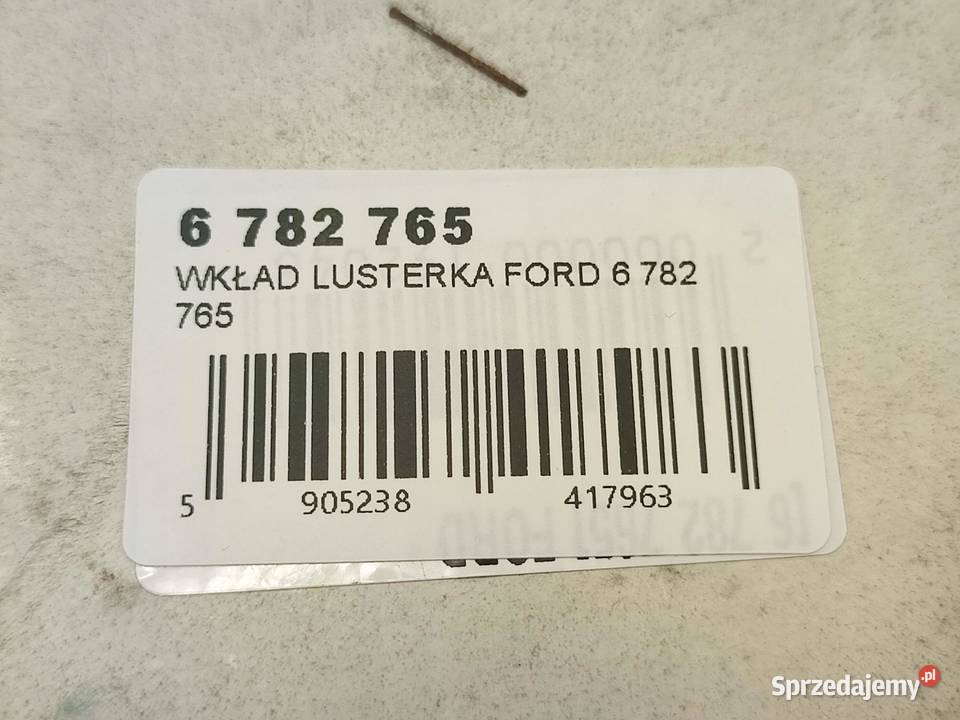 6 782 765
WKŁAD LUSTERKA FORD 6 782
765
5 905238 417963
Sprzedajemy.pl